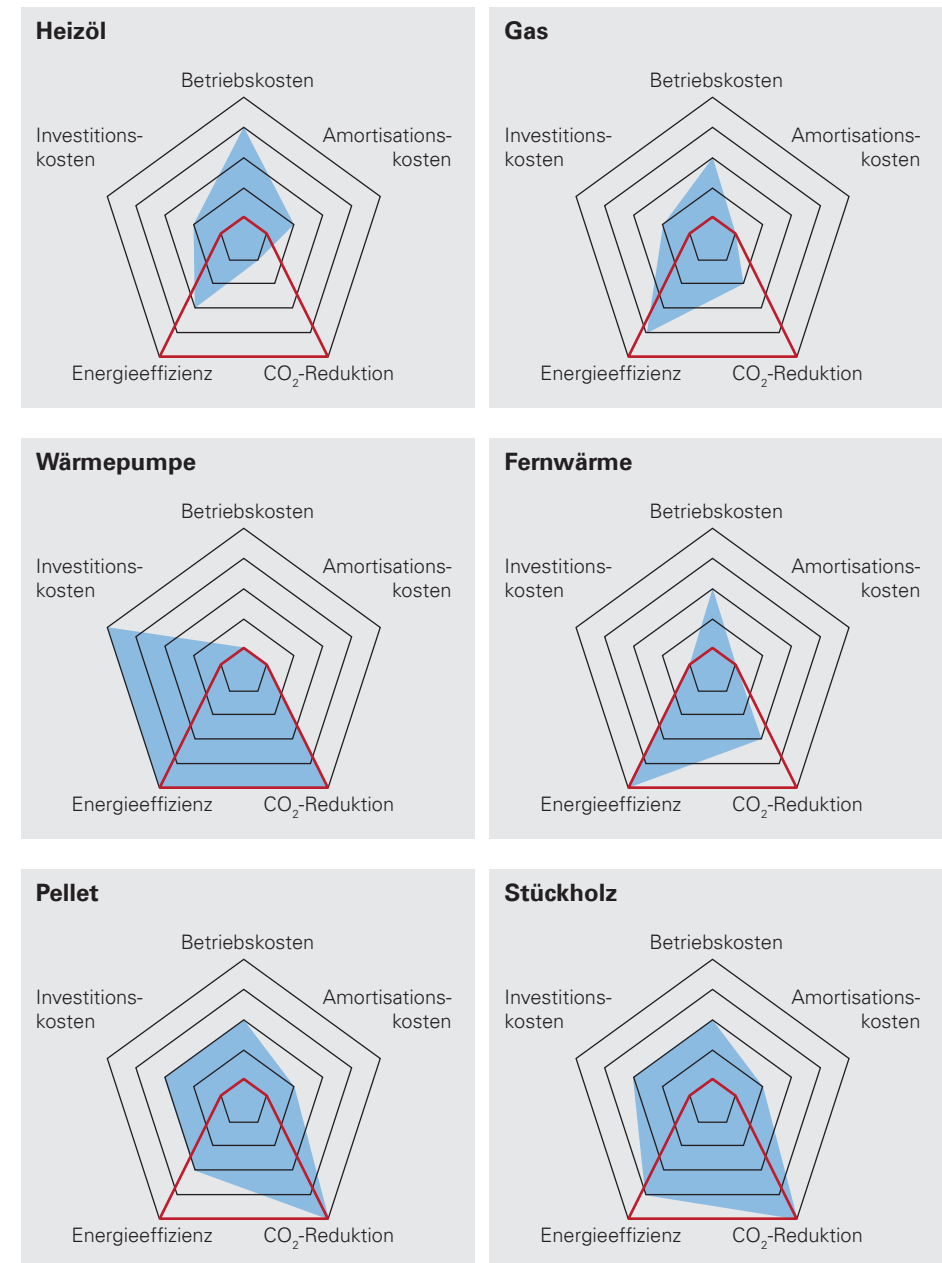 Heizöl
Betriebskosten
Investitions-
kosten
Amortisations-
kosten
Energieeffizienz
CO₂-Reduktion
Gas
Betriebskosten
Investitions-
kosten
Amortisations-
kosten
Energieeffizienz
CO₂-Reduktion
Wärmepumpe
Betriebskosten
Investitions-
kosten
Amortisations-
kosten
Energieeffizienz
CO₂-Reduktion
Fernwärme
Betriebskosten
Investitions-
kosten
Amortisations-
kosten
Energieeffizienz
CO₂-Reduktion
Pellet
Betriebskosten
Investitions-
kosten
Amortisations-
kosten
Energieeffizienz
CO₂-Reduktion
Stückholz
Betriebskosten
Investitions-
kosten
Amortisations-
kosten
Energieeffizienz
CO₂-Reduktion